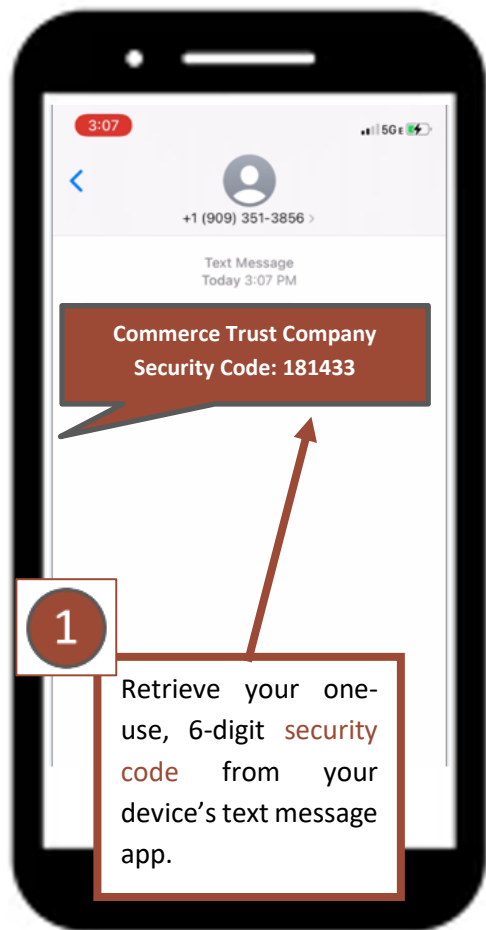 3:07
5G E
+1 (909) 351-3856 >
Text Message
Today 3:07 PM
Commerce Trust Company
Security Code: 181433
1
Retrieve your one-
use, 6-digit security
code from your
device’s text message
app.